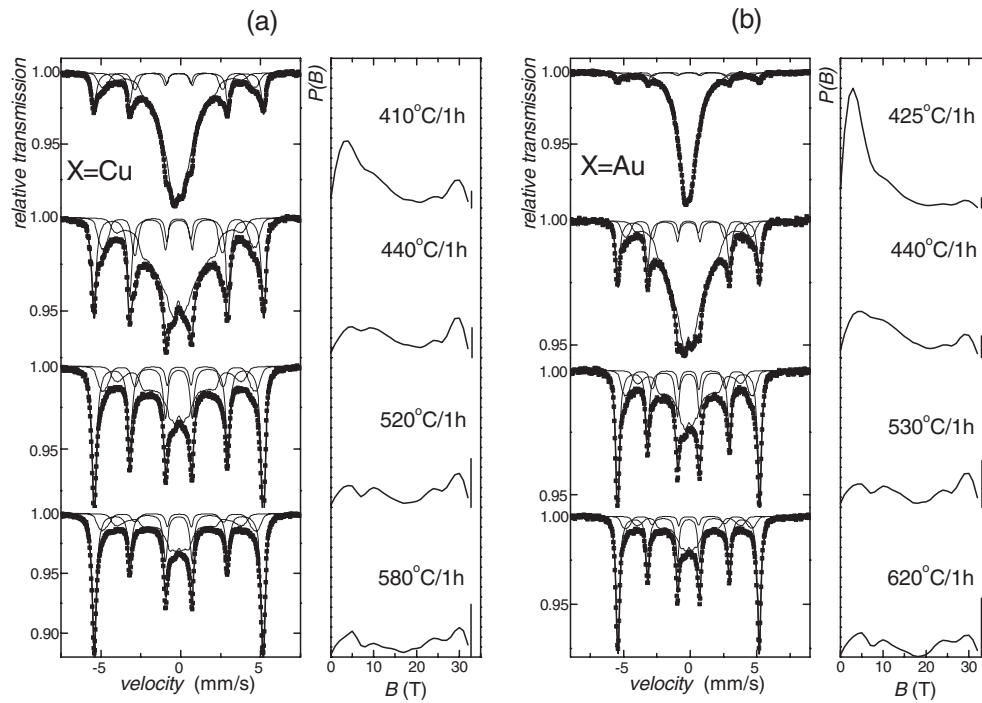 (a)
(b)
relative transmission
1.00
0.95
X=Cu
1.00
0.95
1.00
0.95
1.00
0.95
0.90
-5 0 5
velocity (mm/s)
P(B)
410°C/1h
440°C/1h
520°C/1h
580°C/1h
0 10 20 30
B (T)
relative transmission
1.00
0.95
X=Au
1.00
0.95
1.00
0.95
1.00
0.95
-5 0 5
velocity (mm/s)
P(B)
425°C/1h
440°C/1h
530°C/1h
620°C/1h
0 10 20 30
B (T)